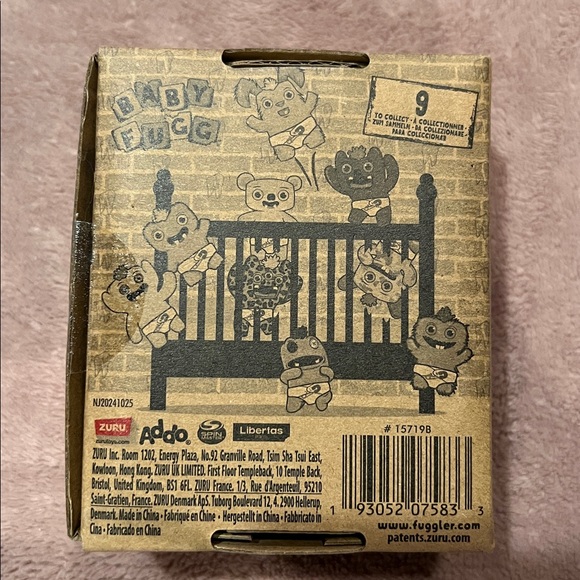 BABY
FUGG
9
TO COLLECT • À COLLECTIONNER •
ZUM SAMMELN • DA COLLEZIONARE •
PARA COLECCIONAR
NJ20241025
# 15719B
ZURU
zurutoys.com
Addo
SPIN MASTER
Libertas
ZURU Inc. Room 1202, Energy Plaza, No.92 Granville Road, Tsim Sha Tsui East,
Kowloon, Hong Kong. ZURU UK LIMITED. First Floor Templeback, 10 Temple Back,
Bristol, United Kingdom, BS1 6FL. ZURU France. 1/3, Rue d'Argenteuil, 95210
Saint-Gratien, France. ZURU Denmark ApS. Tuborg Boulevard 12, 4. 2900 Hellerup,
Denmark. Made in China • Fabriqué en Chine • Hergestellt in China • Fabbricato in
Cina • Fabricado en China
1 93052 07583 3
www.fuggler.com
patents.zuru.com